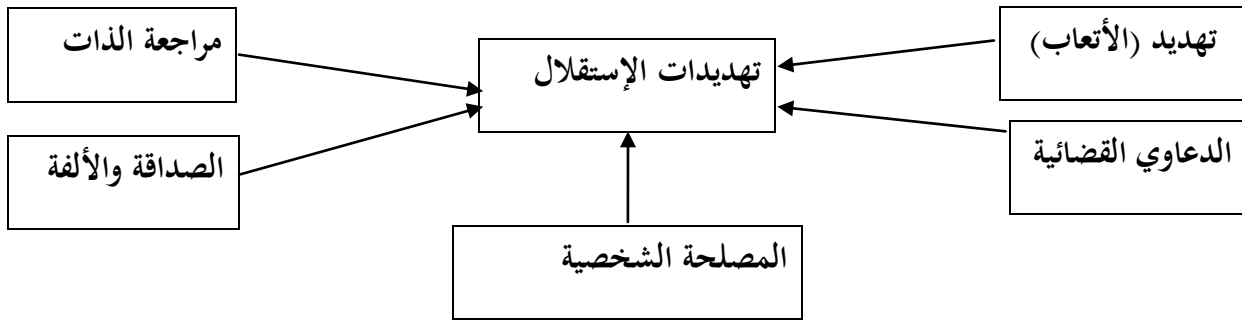 تهديد (الأتعاب)
مراجعة الذات
تهديدات الإستقلال
الدعاوي القضائية
الصداقة والألفة
المصلحة الشخصية